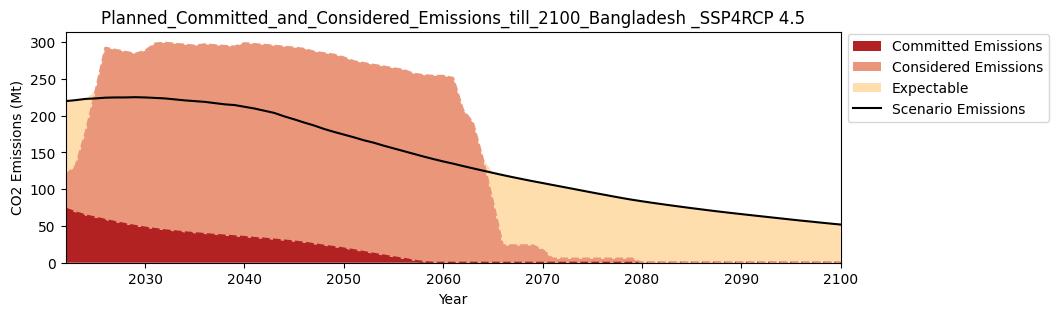 Planned_Committed_and_Considered_Emissions_till_2100_Bangladesh _SSP4RCP 4.5
CO2 Emissions (Mt)
300
250
200
150
100
50
0
2030
2040
2050
2060
2070
2080
2090
2100
Year
Committed Emissions
Considered Emissions
Expectable
Scenario Emissions